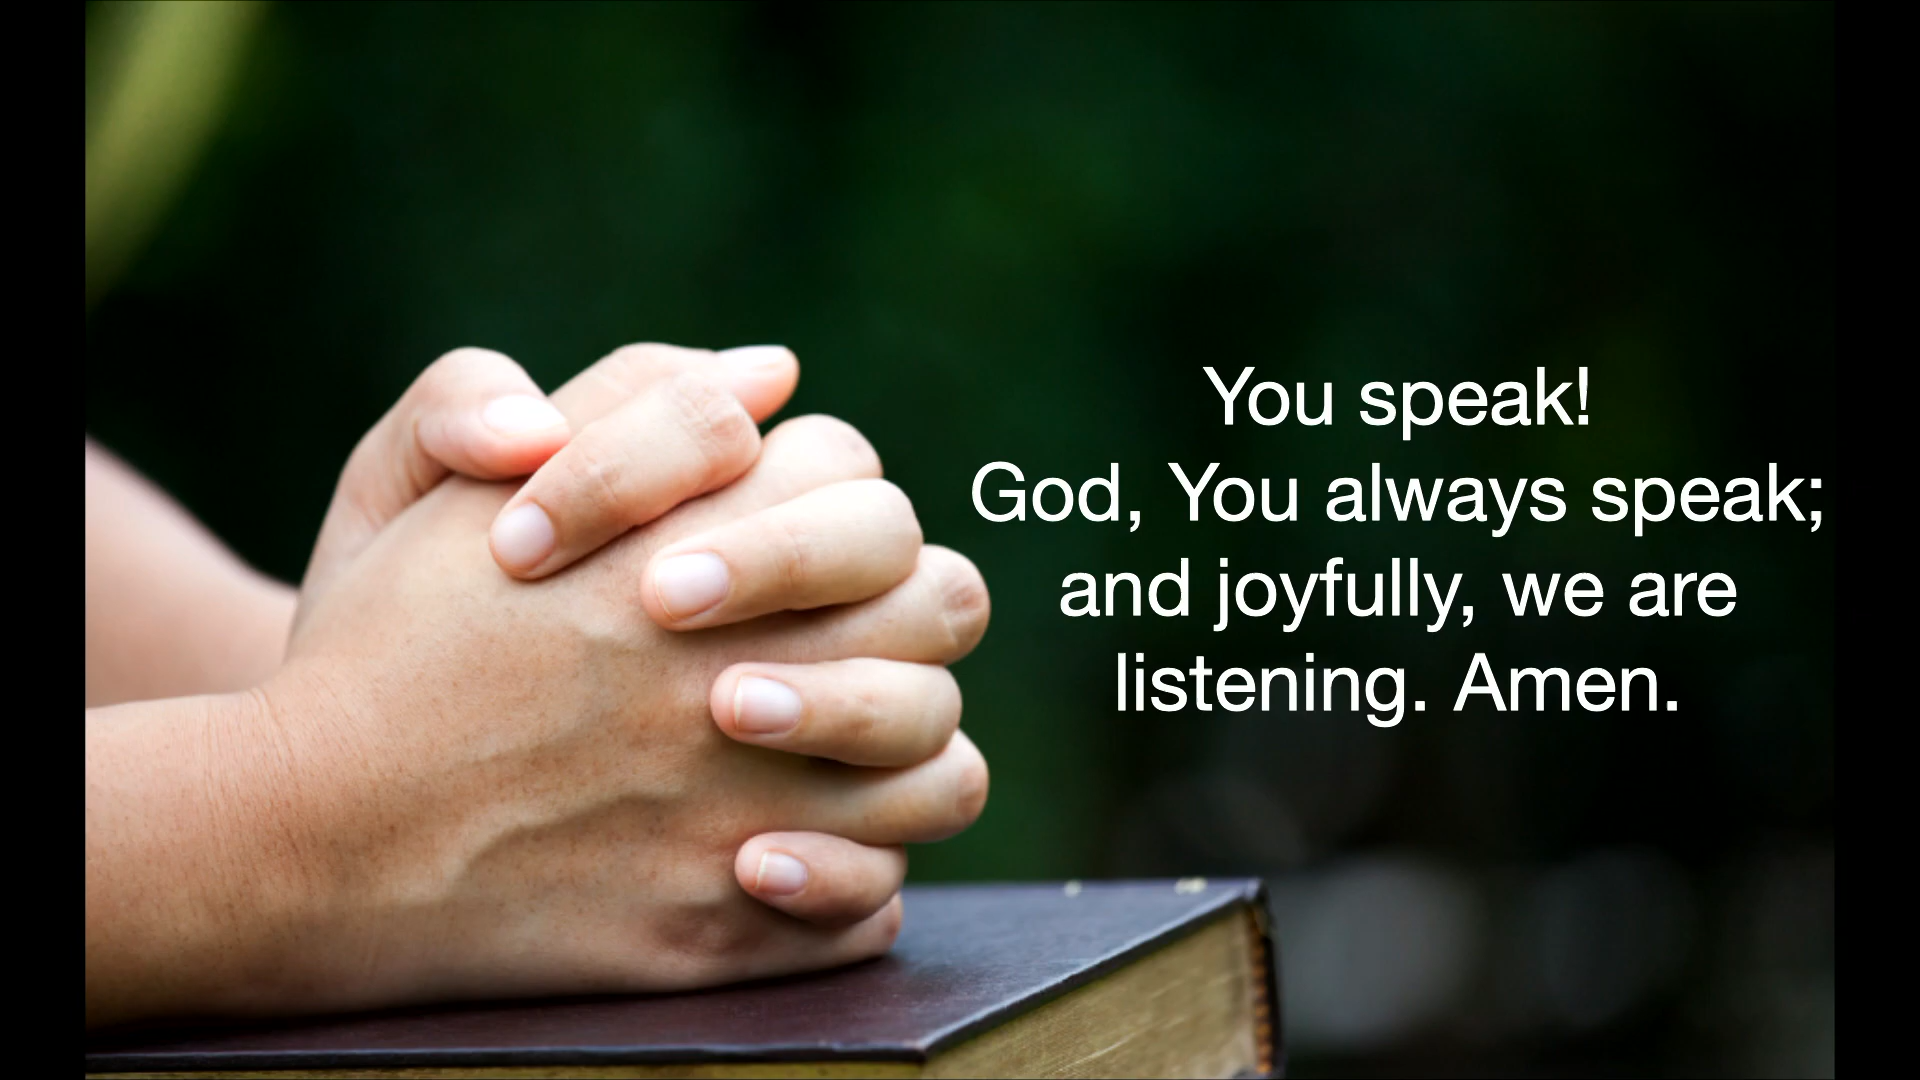 You speak!
God, You always speak;
and joyfully, we are
listening. Amen.